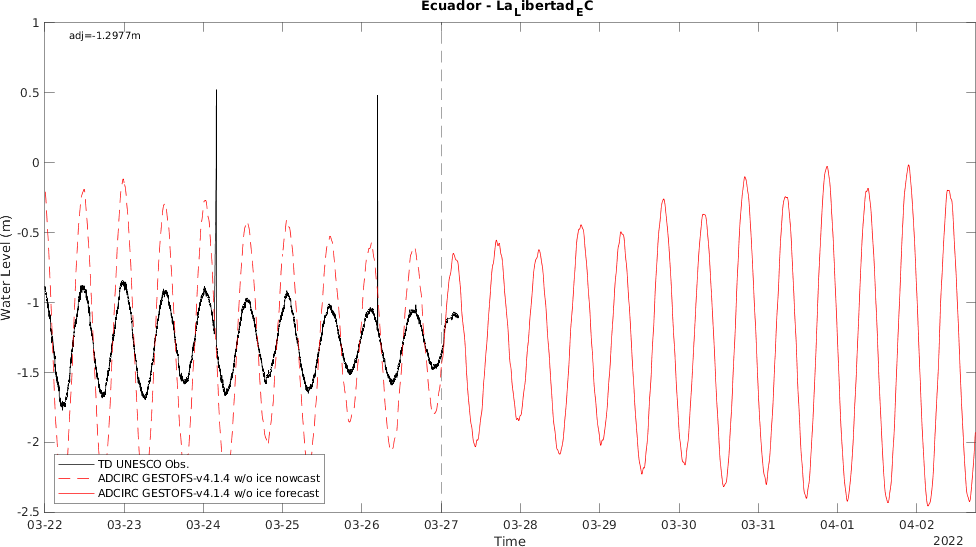 Ecuador - LaLibertadEC
adj=-1.2977m
1
0.5
0
-0.5
-1
-1.5
-2
-2.5
Water Level (m)
TD UNESCO Obs.
ADCIRC GESTOFS-v4.1.4 w/o ice nowcast
ADCIRC GESTOFS-v4.1.4 w/o ice forecast
03-22 03-23 03-24 03-25 03-26 03-27 03-28 03-29 03-30 03-31 04-01 04-02
Time
2022